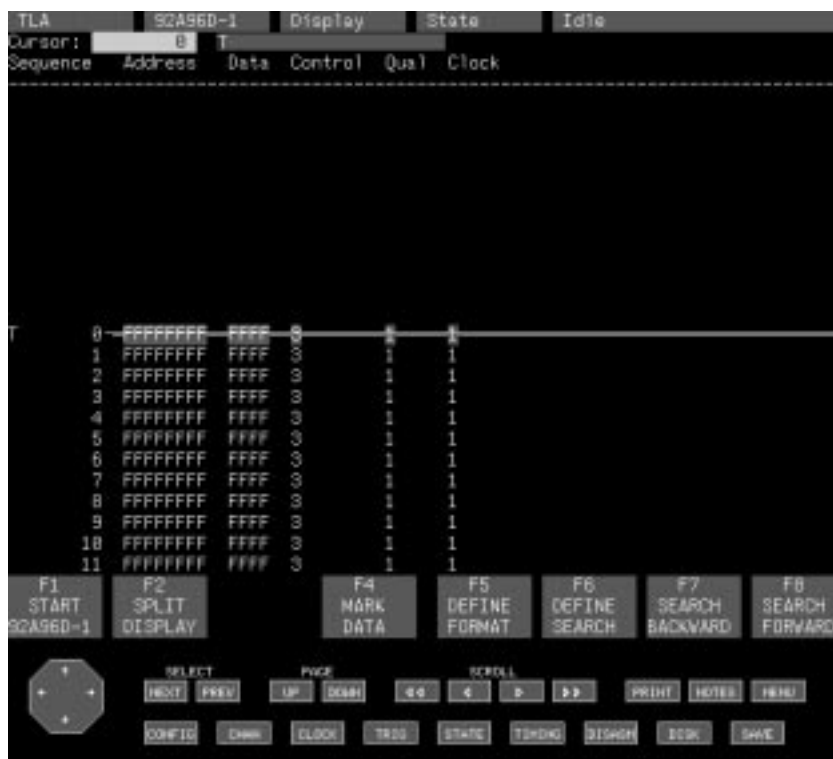 TLA 92A96D-1 Display State Idle
Cursor: 0 T
Sequence Address Data Control Qual Clock
T 0 FFFFFFFF FFFF 3 1 1
1 FFFFFFFF FFFF 3 1 1
2 FFFFFFFF FFFF 3 1 1
3 FFFFFFFF FFFF 3 1 1
4 FFFFFFFF FFFF 3 1 1
5 FFFFFFFF FFFF 3 1 1
6 FFFFFFFF FFFF 3 1 1
7 FFFFFFFF FFFF 3 1 1
8 FFFFFFFF FFFF 3 1 1
9 FFFFFFFF FFFF 3 1 1
10 FFFFFFFF FFFF 3 1 1
11 FFFFFFFF FFFF 3 1 1
F1 F2 F4 F5 F6 F7 F8
START SPLIT MARK DEFINE DEFINE SEARCH SEARCH
92A96D-1 DISPLAY DATA FORMAT SEARCH BACKWARD FORWARD
SELECT PAGE SCROLL
NEXT PREV UP DOWN PRINT NOTES MENU
CONFIG CHAN CLOCK TRIG STATE TIMING DISASM DISK SAVE